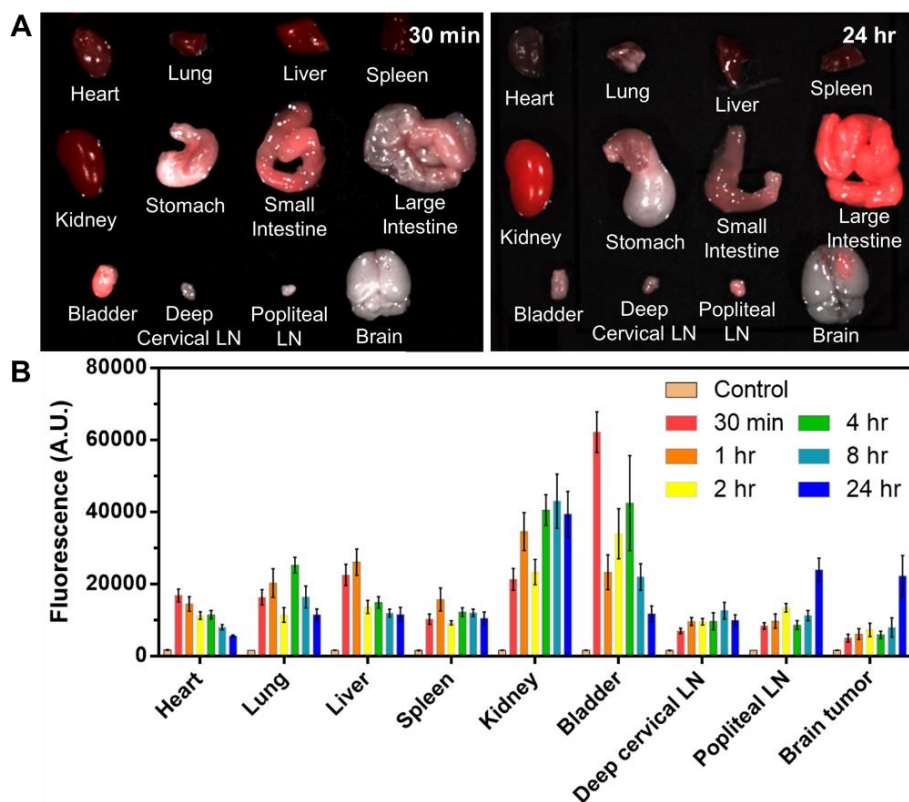 A
30 min
Heart
Lung
Liver
Spleen
Kidney
Stomach
Small
Intestine
Large
Intestine
Bladder
Deep
Cervical LN
Popliteal
LN
Brain
24 hr
Heart
Lung
Liver
Spleen
Kidney
Stomach
Small
Intestine
Large
Intestine
Bladder
Deep
Cervical LN
Popliteal
LN
Brain
B
Fluorescence (A.U.)
80000
60000
40000
20000
0
Control
30 min
1 hr
2 hr
4 hr
8 hr
24 hr
Heart
Lung
Liver
Spleen
Kidney
Bladder
Deep cervical LN
Popliteal LN
Brain tumor